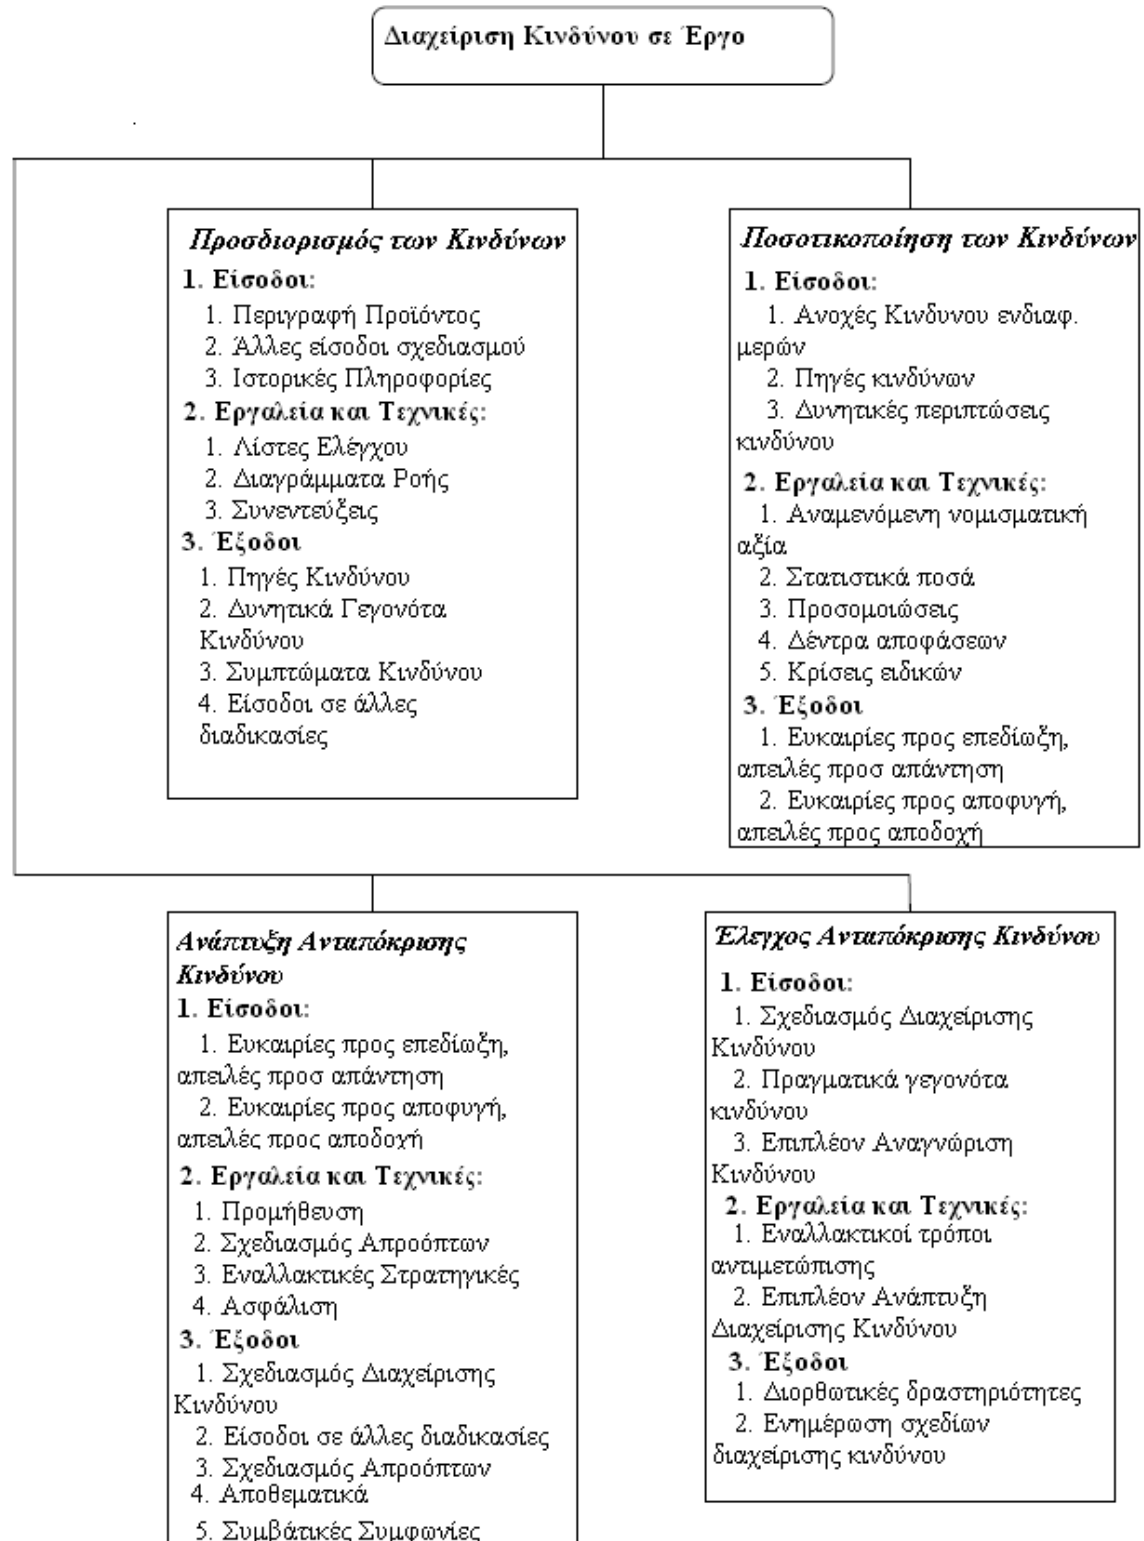 Διαχείριση Κινδύνου σε Έργο
Προσδιορισμός των Κινδύνων
1. Είσοδοι:
1. Περιγραφή Προϊόντος
2. Άλλες είσοδοι σχεδιασμού
3. Ιστορικές Πληροφορίες
2. Εργαλεία και Τεχνικές:
1. Λίστες Ελέγχου
2. Διαγράμματα Ροής
3. Συνεντεύξεις
3. Έξοδοι
1. Πηγές Κινδύνου
2. Δυνητικά Γεγονότα
Κινδύνου
3. Συμπτώματα Κινδύνου
4. Είσοδοι σε άλλες
διαδικασίες
Ποσοτικοποίηση των Κινδύνων
1. Είσοδοι:
1. Ανοχές Κινδυνου ενδιαφ.
μερών
2. Πηγές κινδύνων
3. Δυνητικές περιπτώσεις
κινδύνου
2. Εργαλεία και Τεχνικές:
1. Αναμενόμενη νομισματική
αξία
2. Στατιστικά ποσά
3. Προσομοιώσεις
4. Δέντρα αποφάσεων
5. Κρίσεις ειδικών
3. Έξοδοι
1. Ευκαιρίες προς επεδίωξη,
απειλές προσ απάντηση
2. Ευκαιρίες προς αποφυγή,
απειλές προς αποδοχή
Ανάπτυξη Ανταπόκρισης
Κινδύνου
1. Είσοδοι:
1. Ευκαιρίες προς επεδίωξη,
απειλές προσ απάντηση
2. Ευκαιρίες προς αποφυγή,
απειλές προς αποδοχή
2. Εργαλεία και Τεχνικές:
1. Προμήθευση
2. Σχεδιασμός Απροόπτων
3. Εναλλακτικές Στρατηγικές
4. Ασφάλιση
3. Έξοδοι
1. Σχεδιασμός Διαχείρισης
Κινδύνου
2. Είσοδοι σε άλλες διαδικασίες
3. Σχεδιασμός Απροόπτων
4. Αποθεματικά
5. Συμβάτικές Συμφωνίες
Έλεγχος Ανταπόκρισης Κινδύνου
1. Είσοδοι:
1. Σχεδιασμός Διαχείρισης
Κινδύνου
2. Πραγματικά γεγονότα
κινδύνου
3. Επιπλέον Αναγνώριση
Κινδύνου
2. Εργαλεία και Τεχνικές:
1. Εναλλακτικοί τρόποι
αντιμετώπισης
2. Επιπλέον Ανάπτυξη
Διαχείρισης Κινδύνου
3. Έξοδοι
1. Διορθωτικές δραστηριότητες
2. Ενημέρωση σχεδίων
διαχείρισης κινδύνου